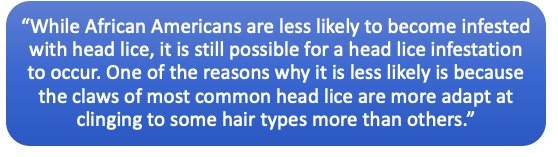 “While African Americans are less likely to become infested
with head lice, it is still possible for a head lice infestation
to occur. One of the reasons why it is less likely is because
the claws of most common head lice are more adapt at
clinging to some hair types more than others.”